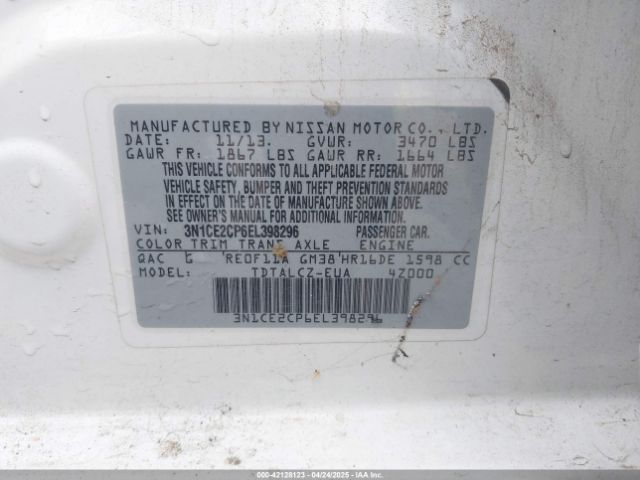 MANUFACTURED BY NISSAN MOTOR CO., LTD.
DATE: 11/13. GVWR: 3470 LBS
GAWR FR: 1867 LBS GAWR RR: 1664 LBS
THIS VEHICLE CONFORMS TO ALL APPLICABLE FEDERAL MOTOR
VEHICLE SAFETY, BUMPER AND THEFT PREVENTION STANDARDS
IN EFFECT ON THE DATE OF MANUFACTURE SHOWN ABOVE.
SEE OWNER'S MANUAL FOR ADDITIONAL INFORMATION.
VIN: 3N1CE2CP6EL398296 PASSENGER CAR.
COLOR TRIM TRANS AXLE ENGINE
QAC G RE0F11A GM38 HR16DE 1598 CC
MODEL: TDTALCZ-EUA 4Z000
3N1CE2CP6EL398296
000-42128123 - 04/24/2025 - Copyright IAA, Inc.